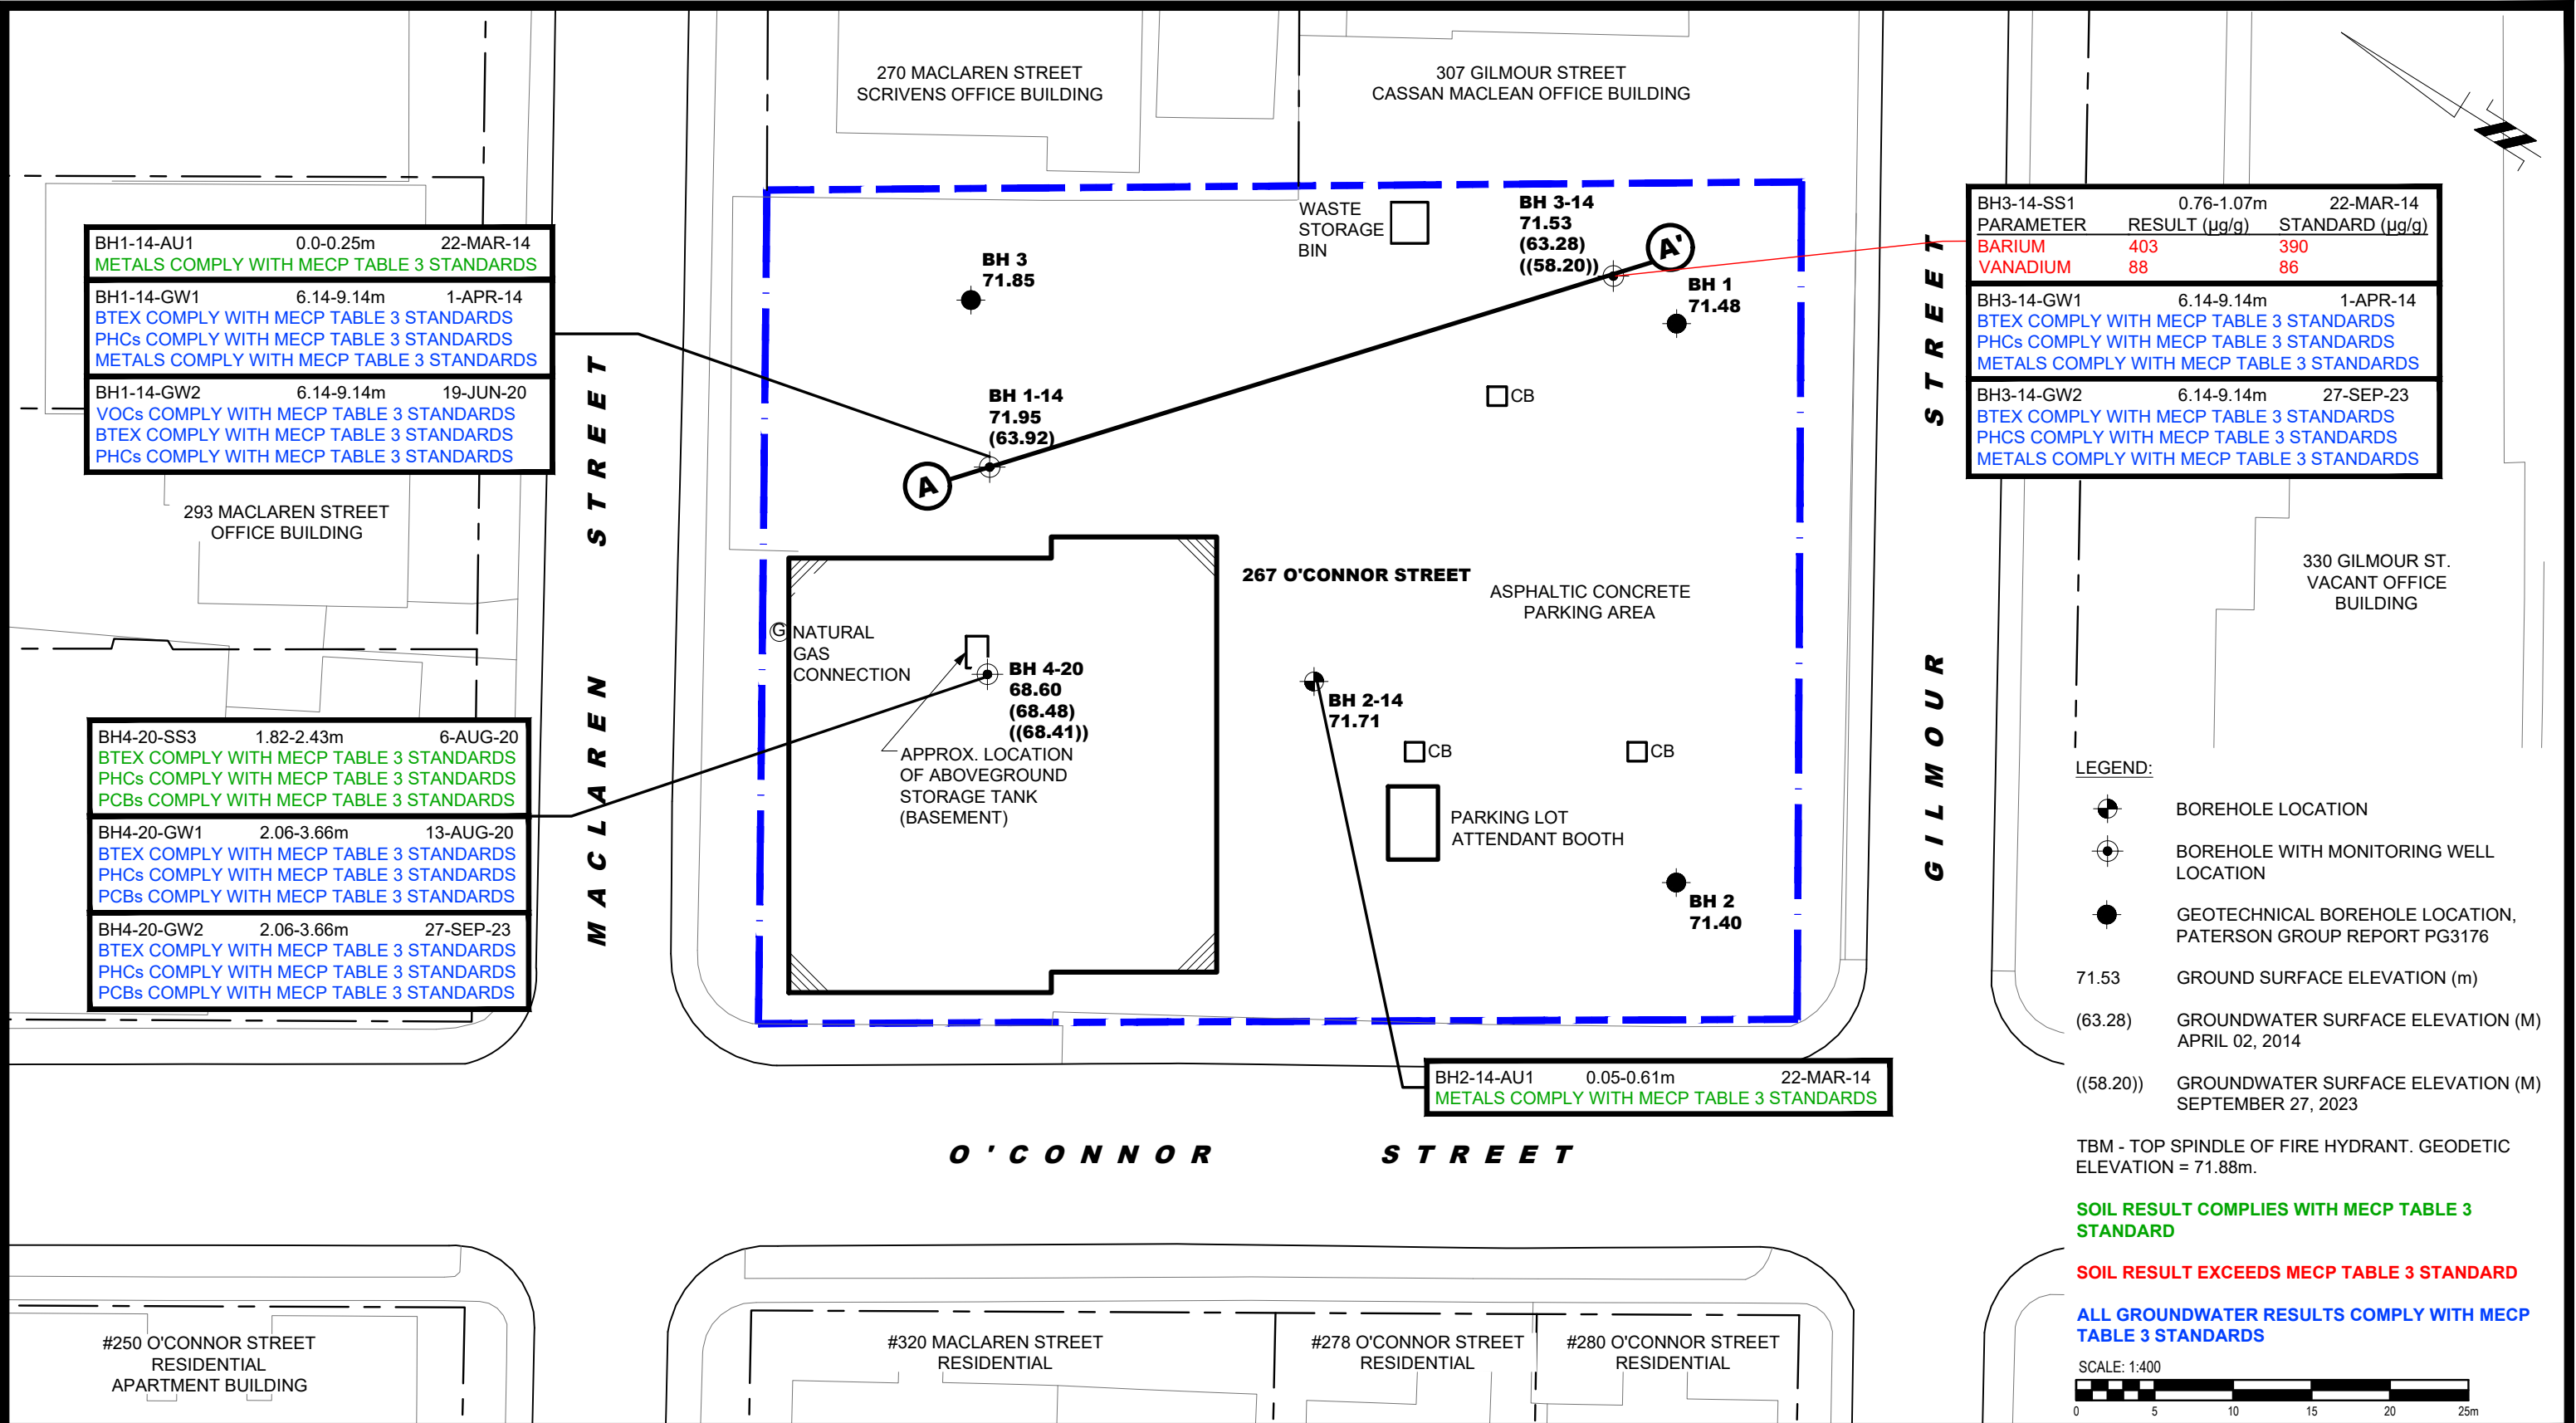 270 MACLAREN STREET
SCRIVENS OFFICE BUILDING
307 GILMOUR STREET
CASSAN MACLEAN OFFICE BUILDING
BH1-14-AU1 0.0-0.25m 22-MAR-14
METALS COMPLY WITH MECP TABLE 3 STANDARDS
BH1-14-GW1 6.14-9.14m 1-APR-14
BTEX COMPLY WITH MECP TABLE 3 STANDARDS
PHCs COMPLY WITH MECP TABLE 3 STANDARDS
METALS COMPLY WITH MECP TABLE 3 STANDARDS
BH1-14-GW2 6.14-9.14m 19-JUN-20
VOCs COMPLY WITH MECP TABLE 3 STANDARDS
BTEX COMPLY WITH MECP TABLE 3 STANDARDS
PHCs COMPLY WITH MECP TABLE 3 STANDARDS
293 MACLAREN STREET
OFFICE BUILDING
BH4-20-SS3 1.82-2.43m 6-AUG-20
BTEX COMPLY WITH MECP TABLE 3 STANDARDS
PHCs COMPLY WITH MECP TABLE 3 STANDARDS
PCBs COMPLY WITH MECP TABLE 3 STANDARDS
BH4-20-GW1 2.06-3.66m 13-AUG-20
BTEX COMPLY WITH MECP TABLE 3 STANDARDS
PHCs COMPLY WITH MECP TABLE 3 STANDARDS
PCBs COMPLY WITH MECP TABLE 3 STANDARDS
BH4-20-GW2 2.06-3.66m 27-SEP-23
BTEX COMPLY WITH MECP TABLE 3 STANDARDS
PHCs COMPLY WITH MECP TABLE 3 STANDARDS
PCBs COMPLY WITH MECP TABLE 3 STANDARDS
MACLAREN STREET
BH 3
71.85
WASTE
STORAGE
BIN
BH 3-14
71.53
(63.28)
((58.20))
A'
BH 1
71.48
CB
BH 1-14
71.95
(63.92)
A
267 O'CONNOR STREET
ASPHALTIC CONCRETE
PARKING AREA
G NATURAL
GAS
CONNECTION
BH 4-20
68.60
(68.48)
((68.41))
APPROX. LOCATION
OF ABOVEGROUND
STORAGE TANK
(BASEMENT)
BH 2-14
71.71
CB
CB
PARKING LOT
ATTENDANT BOOTH
BH 2
71.40
BH2-14-AU1 0.05-0.61m 22-MAR-14
METALS COMPLY WITH MECP TABLE 3 STANDARDS
O'CONNOR STREET
GILMOUR STREET
BH3-14-SS1 0.76-1.07m 22-MAR-14
PARAMETER RESULT (µg/g) STANDARD (µg/g)
BARIUM 403 390
VANADIUM 88 86
BH3-14-GW1 6.14-9.14m 1-APR-14
BTEX COMPLY WITH MECP TABLE 3 STANDARDS
PHCs COMPLY WITH MECP TABLE 3 STANDARDS
METALS COMPLY WITH MECP TABLE 3 STANDARDS
BH3-14-GW2 6.14-9.14m 27-SEP-23
BTEX COMPLY WITH MECP TABLE 3 STANDARDS
PHCS COMPLY WITH MECP TABLE 3 STANDARDS
METALS COMPLY WITH MECP TABLE 3 STANDARDS
330 GILMOUR ST.
VACANT OFFICE
BUILDING
LEGEND:
BOREHOLE LOCATION
BOREHOLE WITH MONITORING WELL
LOCATION
GEOTECHNICAL BOREHOLE LOCATION,
PATERSON GROUP REPORT PG3176
71.53 GROUND SURFACE ELEVATION (m)
(63.28) GROUNDWATER SURFACE ELEVATION (M)
APRIL 02, 2014
((58.20)) GROUNDWATER SURFACE ELEVATION (M)
SEPTEMBER 27, 2023
TBM - TOP SPINDLE OF FIRE HYDRANT. GEODETIC
ELEVATION = 71.88m.
SOIL RESULT COMPLIES WITH MECP TABLE 3
STANDARD
SOIL RESULT EXCEEDS MECP TABLE 3 STANDARD
ALL GROUNDWATER RESULTS COMPLY WITH MECP
TABLE 3 STANDARDS
SCALE: 1:400
0 5 10 15 20 25m
#250 O'CONNOR STREET
RESIDENTIAL
APARTMENT BUILDING
#320 MACLAREN STREET
RESIDENTIAL
#278 O'CONNOR STREET
RESIDENTIAL
#280 O'CONNOR STREET
RESIDENTIAL